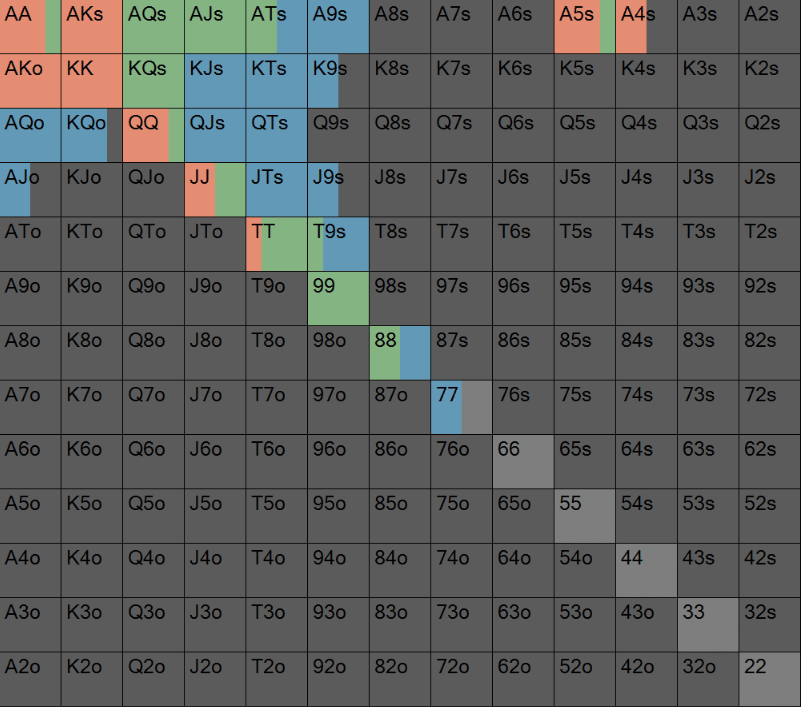 AA AKs AQs AJs ATs A9s A8s A7s A6s A5s A4s A3s A2s
AKo KK KQs KJs KTs K9s K8s K7s K6s K5s K4s K3s K2s
AQo KQo QQ QJs QTs Q9s Q8s Q7s Q6s Q5s Q4s Q3s Q2s
AJo KJo QJo JJ JTs J9s J8s J7s J6s J5s J4s J3s J2s
ATo KTo QTo JTo TT T9s T8s T7s T6s T5s T4s T3s T2s
A9o K9o Q9o J9o T9o 99 98s 97s 96s 95s 94s 93s 92s
A8o K8o Q8o J8o T8o 98o 88 87s 86s 85s 84s 83s 82s
A7o K7o Q7o J7o T7o 97o 87o 77 76s 75s 74s 73s 72s
A6o K6o Q6o J6o T6o 96o 86o 76o 66 65s 64s 63s 62s
A5o K5o Q5o J5o T5o 95o 85o 75o 65o 55 54s 53s 52s
A4o K4o Q4o J4o T4o 94o 84o 74o 64o 54o 44 43s 42s
A3o K3o Q3o J3o T3o 93o 83o 73o 63o 53o 43o 33 32s
A2o K2o Q2o J2o T2o 92o 82o 72o 62o 52o 42o 32o 22